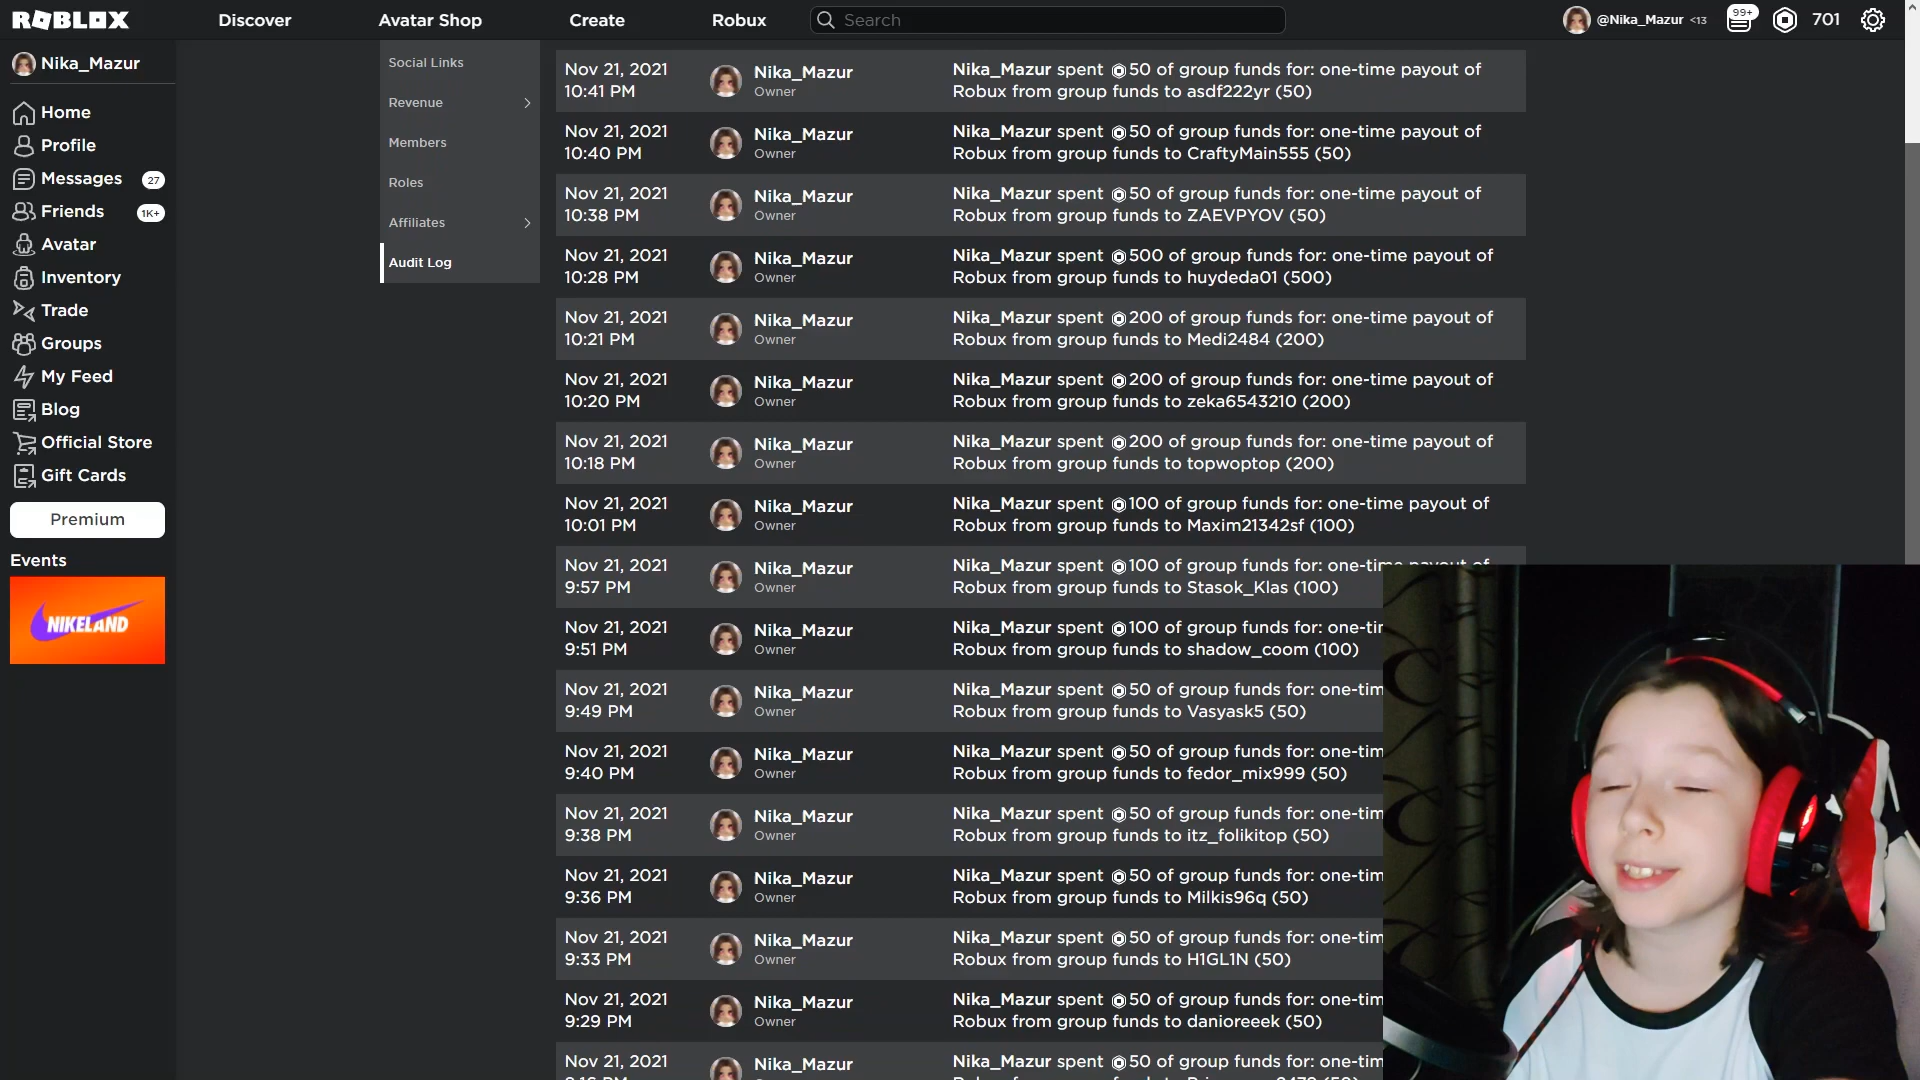 ROBLOX
Discover
Avatar Shop
Create
Robux
Search
@Nika_Mazur <13
99+
701
Nika_Mazur
Home
Profile
Messages 27
Friends 1K+
Avatar
Inventory
Trade
Groups
My Feed
Blog
Official Store
Gift Cards
Premium
Events
NIKELAND
Social Links
Revenue
Members
Roles
Affiliates
Audit Log
Nov 21, 2021
10:41 PM
Nika_Mazur
Owner
Nika_Mazur spent 50 of group funds for: one-time payout of
Robux from group funds to asdf222yr (50)
Nov 21, 2021
10:40 PM
Nika_Mazur
Owner
Nika_Mazur spent 50 of group funds for: one-time payout of
Robux from group funds to CraftyMain555 (50)
Nov 21, 2021
10:38 PM
Nika_Mazur
Owner
Nika_Mazur spent 50 of group funds for: one-time payout of
Robux from group funds to ZAEVPYOV (50)
Nov 21, 2021
10:28 PM
Nika_Mazur
Owner
Nika_Mazur spent 500 of group funds for: one-time payout of
Robux from group funds to huydeda01 (500)
Nov 21, 2021
10:21 PM
Nika_Mazur
Owner
Nika_Mazur spent 200 of group funds for: one-time payout of
Robux from group funds to Medi2484 (200)
Nov 21, 2021
10:20 PM
Nika_Mazur
Owner
Nika_Mazur spent 200 of group funds for: one-time payout of
Robux from group funds to zeka6543210 (200)
Nov 21, 2021
10:18 PM
Nika_Mazur
Owner
Nika_Mazur spent 200 of group funds for: one-time payout of
Robux from group funds to topwoptop (200)
Nov 21, 2021
10:01 PM
Nika_Mazur
Owner
Nika_Mazur spent 100 of group funds for: one-time payout of
Robux from group funds to Maxim21342sf (100)
Nov 21, 2021
9:57 PM
Nika_Mazur
Owner
Nika_Mazur spent 100 of group funds for: one-time payout of
Robux from group funds to Stasok_Klas (100)
Nov 21, 2021
9:51 PM
Nika_Mazur
Owner
Nika_Mazur spent 100 of group funds for: one-ti
Robux from group funds to shadow_coom (100)
Nov 21, 2021
9:49 PM
Nika_Mazur
Owner
Nika_Mazur spent 50 of group funds for: one-tim
Robux from group funds to Vasyask5 (50)
Nov 21, 2021
9:40 PM
Nika_Mazur
Owner
Nika_Mazur spent 50 of group funds for: one-tim
Robux from group funds to fedor_mix999 (50)
Nov 21, 2021
9:38 PM
Nika_Mazur
Owner
Nika_Mazur spent 50 of group funds for: one-tim
Robux from group funds to itz_folikitop (50)
Nov 21, 2021
9:36 PM
Nika_Mazur
Owner
Nika_Mazur spent 50 of group funds for: one-tim
Robux from group funds to Milkis96q (50)
Nov 21, 2021
9:33 PM
Nika_Mazur
Owner
Nika_Mazur spent 50 of group funds for: one-tim
Robux from group funds to H1GL1N (50)
Nov 21, 2021
9:29 PM
Nika_Mazur
Owner
Nika_Mazur spent 50 of group funds for: one-tim
Robux from group funds to danioreeek (50)
Nov 21, 2021
Nika_Mazur
Nika_Mazur spent 50 of group funds for: one-tim